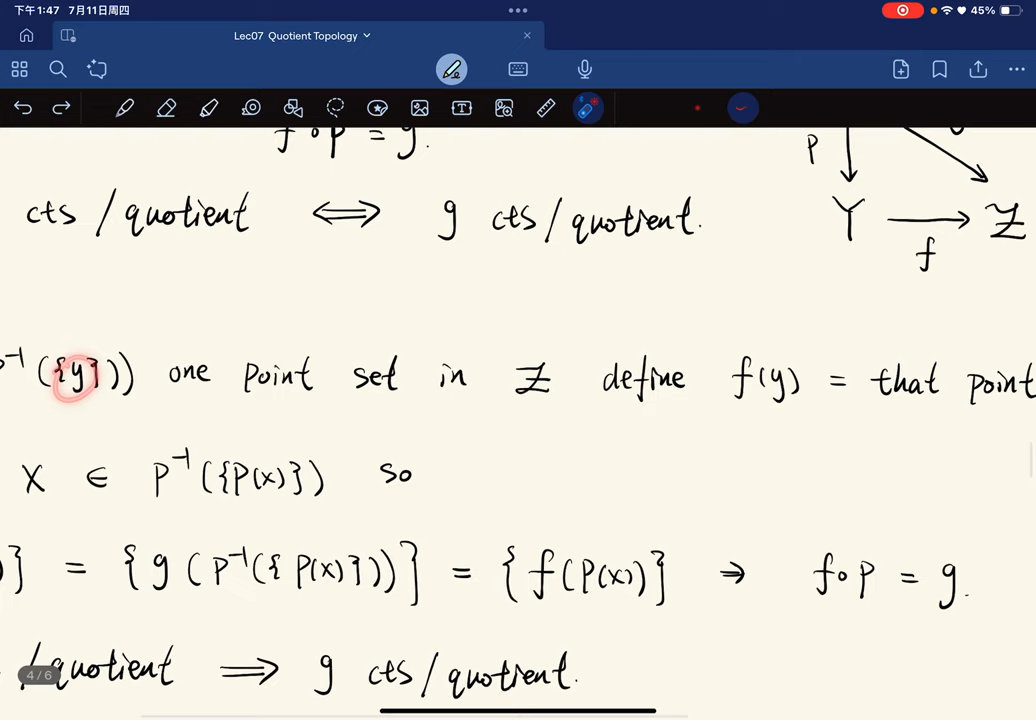 下午1:47 7月11日周四
45%
Lec07 Quotient Topology
f∘p = g.
P
cts/quotient ⟺ g cts/quotient.
Y → Z
f
p⁻¹({y})) one point set in Z define f(y) = that point
x ∈ P⁻¹({P(x)}) so
)} = {g(P⁻¹({P(x)}))} = {f(P(x)} ⇒ f∘P = g.
4/6
/quotient ⟹ g cts/quotient.